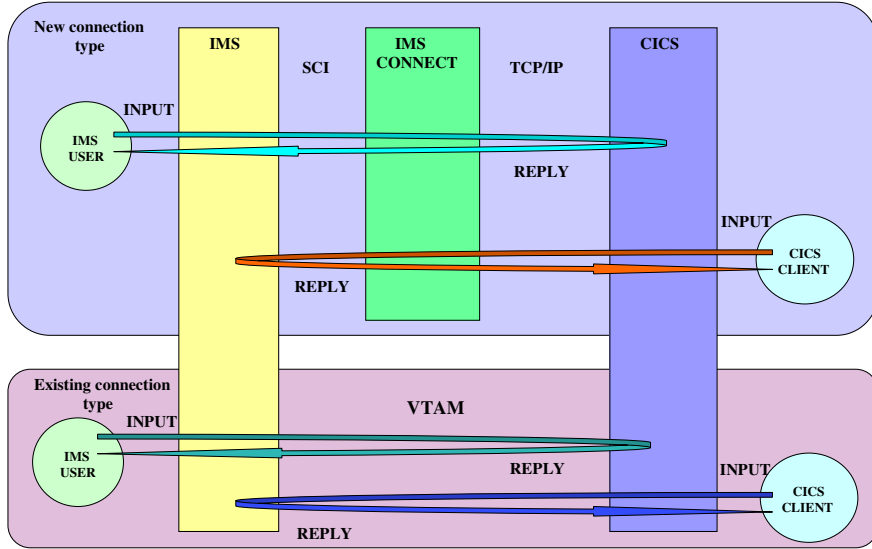 New connection
type
IMS
SCI
IMS
CONNECT
TCP/IP
CICS
INPUT
IMS
USER
REPLY
INPUT
CICS
CLIENT
REPLY
Existing connection
type
VTAM
INPUT
IMS
USER
REPLY
INPUT
CICS
CLIENT
REPLY